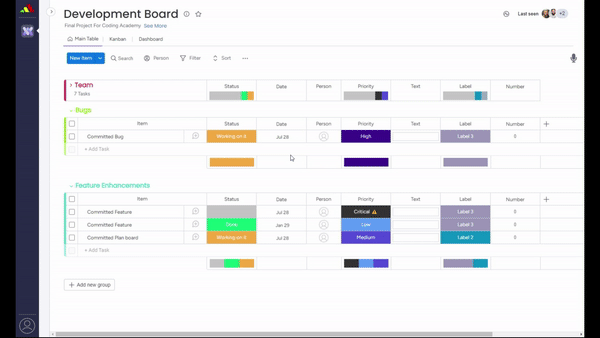 Development Board
Last seen
+2
Final Project For Coding Academy See More
Main Table Kanban Dashboard
New Item Search Person Filter Sort
Team
7 Tasks
Status Date Person Priority Text Label Number
Bugs
Item Status Date Person Priority Text Label Number
Committed Bug Working on it Jul 28 High Label 3 0
+ Add Task
Feature Enhancements
Item Status Date Person Priority Text Label Number
Committed Feature Jul 28 Critical Label 3 0
Committed Feature Done Jan 29 Low Label 3 0
Committed Plan board Working on it Jul 28 Medium Label 2 0
+ Add Task
+ Add new group